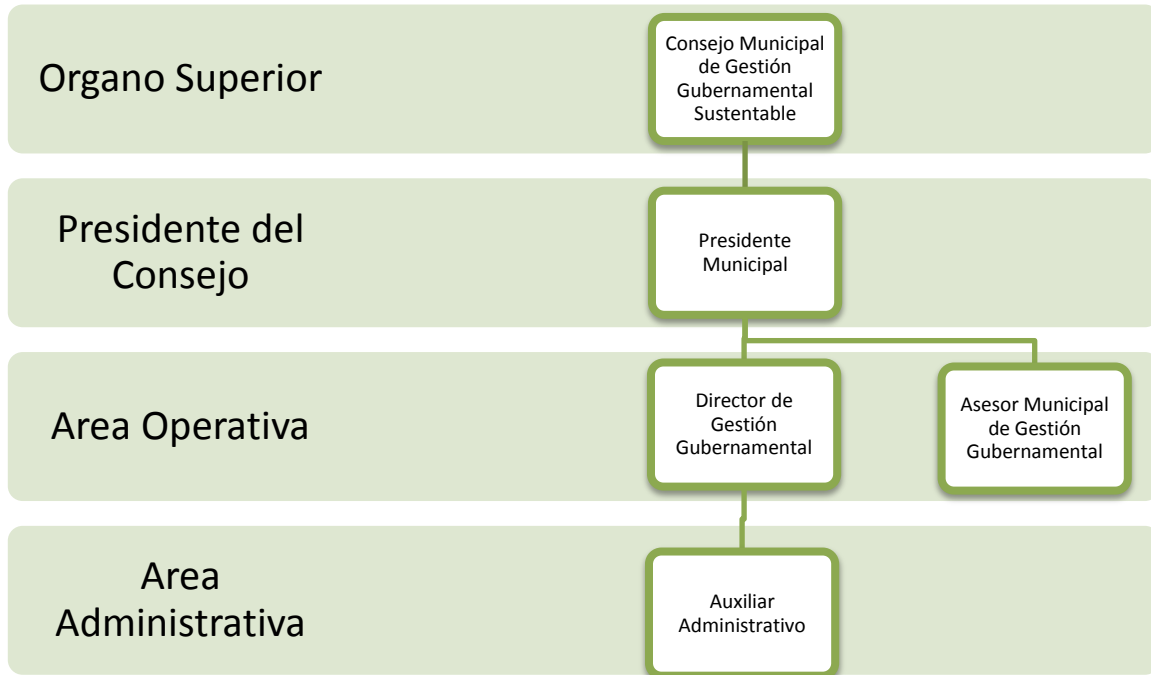 Organo Superior
Consejo Municipal
de Gestión
Gubernamental
Sustentable
Presidente del
Consejo
Presidente
Municipal
Area Operativa
Director de
Gestión
Gubernamental
Asesor Municipal
de Gestión
Gubernamental
Area
Administrativa
Auxiliar
Administrativo